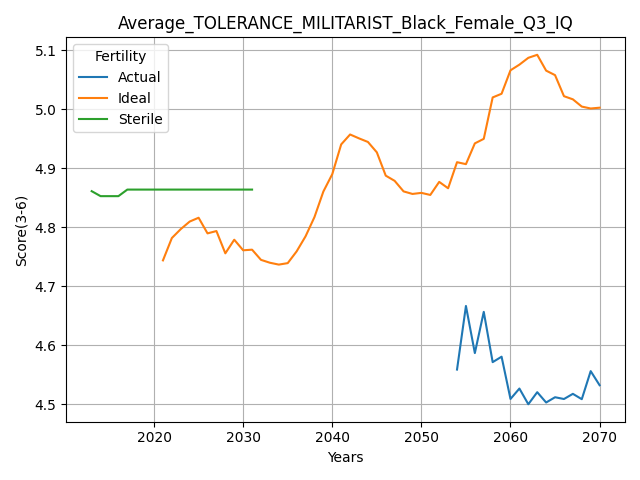 Average_TOLERANCE_MILITARIST_Black_Female_Q3_IQ
Fertility
Actual
Ideal
Sterile
Score(3-6)
5.1
5.0
4.9
4.8
4.7
4.6
4.5
2020 2030 2040 2050 2060 2070
Years